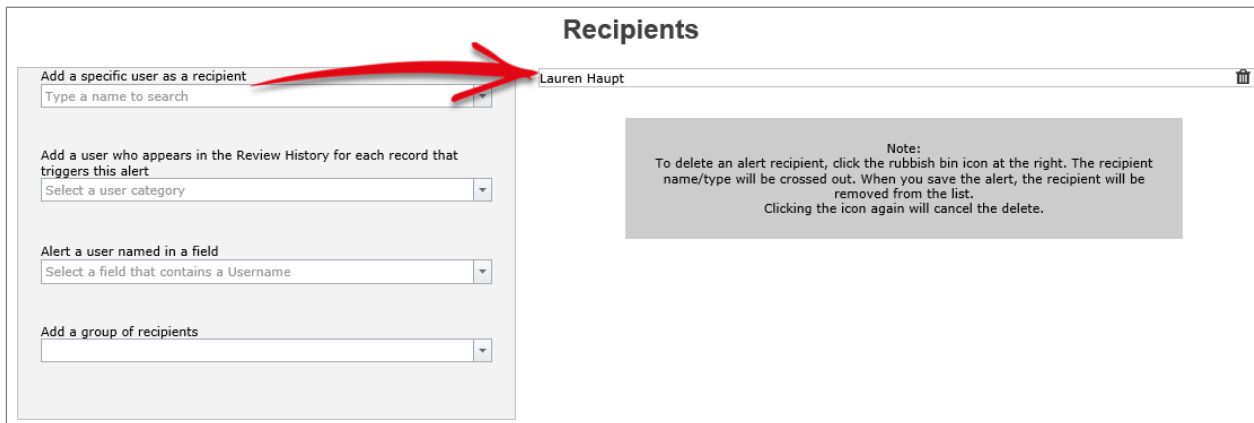 Recipients
Add a specific user as a recipient
Type a name to search
Add a user who appears in the Review History for each record that
triggers this alert
Select a user category
Alert a user named in a field
Select a field that contains a Username
Add a group of recipients
Lauren Haupt
Note:
To delete an alert recipient, click the rubbish bin icon at the right. The recipient
name/type will be crossed out. When you save the alert, the recipient will be
removed from the list.
Clicking the icon again will cancel the delete.